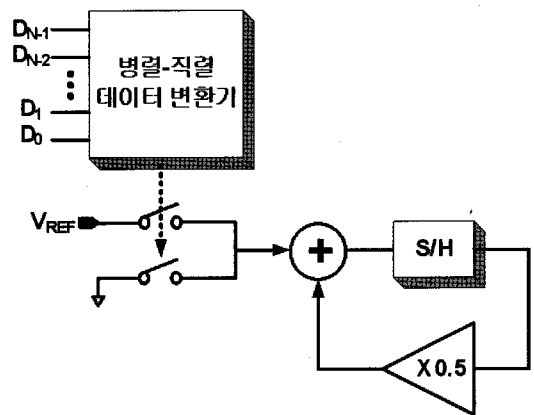 D_N-1
D_N-2
D_1
D_0
병렬-직렬
데이터 변환기
V_REF
+
S/H
X 0.5